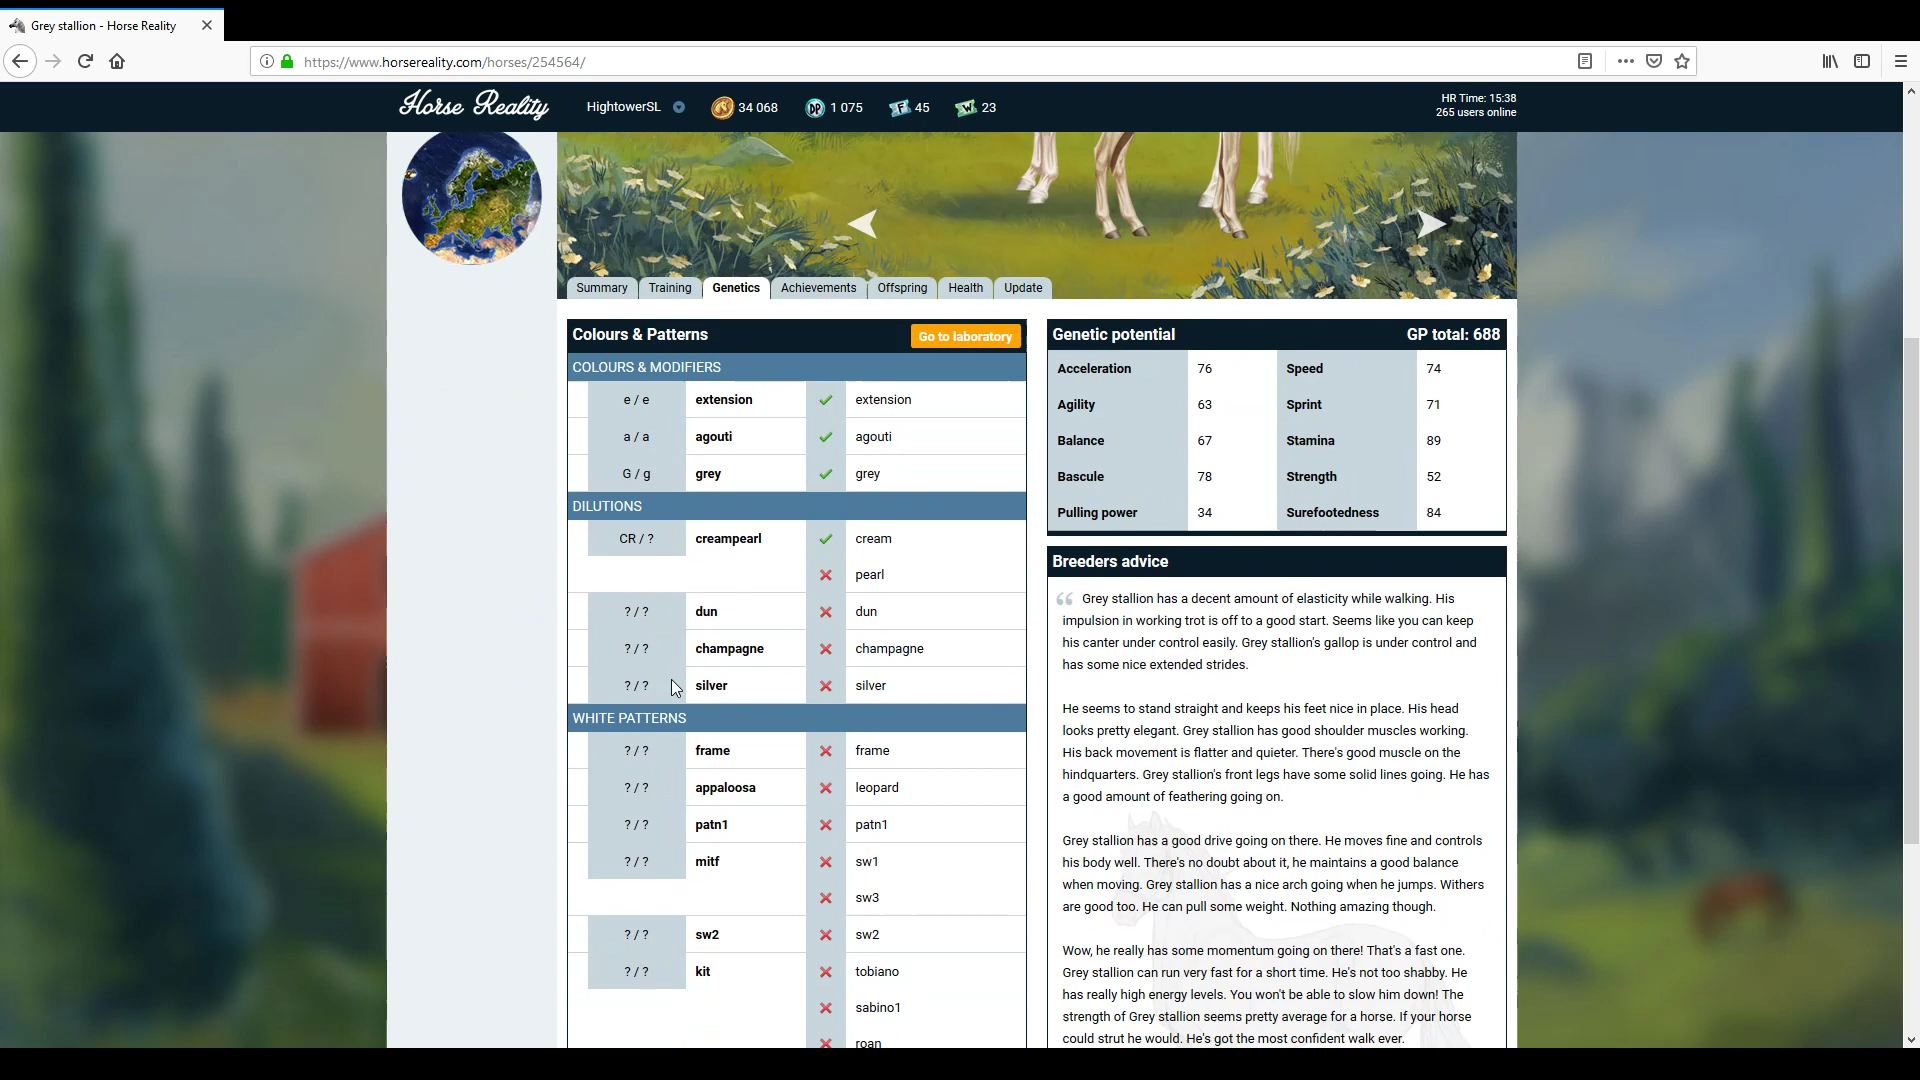 Grey stallion - Horse Reality
https://www.horsereality.com/horses/254564/
Horse Reality
HightowerSL
34 068
DP
1 075
F
45
W
23
HR Time: 15:38
265 users online
Summary
Training
Genetics
Achievements
Offspring
Health
Update
Colours & Patterns
Go to laboratory
COLOURS & MODIFIERS
e / e extension extension
a / a agouti agouti
G / g grey grey
DILUTIONS
CR / ? creampearl cream
pearl
? / ? dun dun
? / ? champagne champagne
? / ? silver silver
WHITE PATTERNS
? / ? frame frame
? / ? appaloosa leopard
? / ? patn1 patn1
? / ? mitf sw1
sw3
? / ? sw2 sw2
? / ? kit tobiano
sabino1
roan
Genetic potential
GP total: 688
Acceleration 76 Speed 74
Agility 63 Sprint 71
Balance 67 Stamina 89
Bascule 78 Strength 52
Pulling power 34 Surefootedness 84
Breeders advice
“ Grey stallion has a decent amount of elasticity while walking. His
impulsion in working trot is off to a good start. Seems like you can keep
his canter under control easily. Grey stallion's gallop is under control and
has some nice extended strides.
He seems to stand straight and keeps his feet nice in place. His head
looks pretty elegant. Grey stallion has good shoulder muscles working.
His back movement is flatter and quieter. There's good muscle on the
hindquarters. Grey stallion's front legs have some solid lines going. He has
a good amount of feathering going on.
Grey stallion has a good drive going on there. He moves fine and controls
his body well. There's no doubt about it, he maintains a good balance
when moving. Grey stallion has a nice arch going when he jumps. Withers
are good too. He can pull some weight. Nothing amazing though.
Wow, he really has some momentum going on there! That's a fast one.
Grey stallion can run very fast for a short time. He's not too shabby. He
has really high energy levels. You won't be able to slow him down! The
strength of Grey stallion seems pretty average for a horse. If your horse
could strut he would. He's got the most confident walk ever.